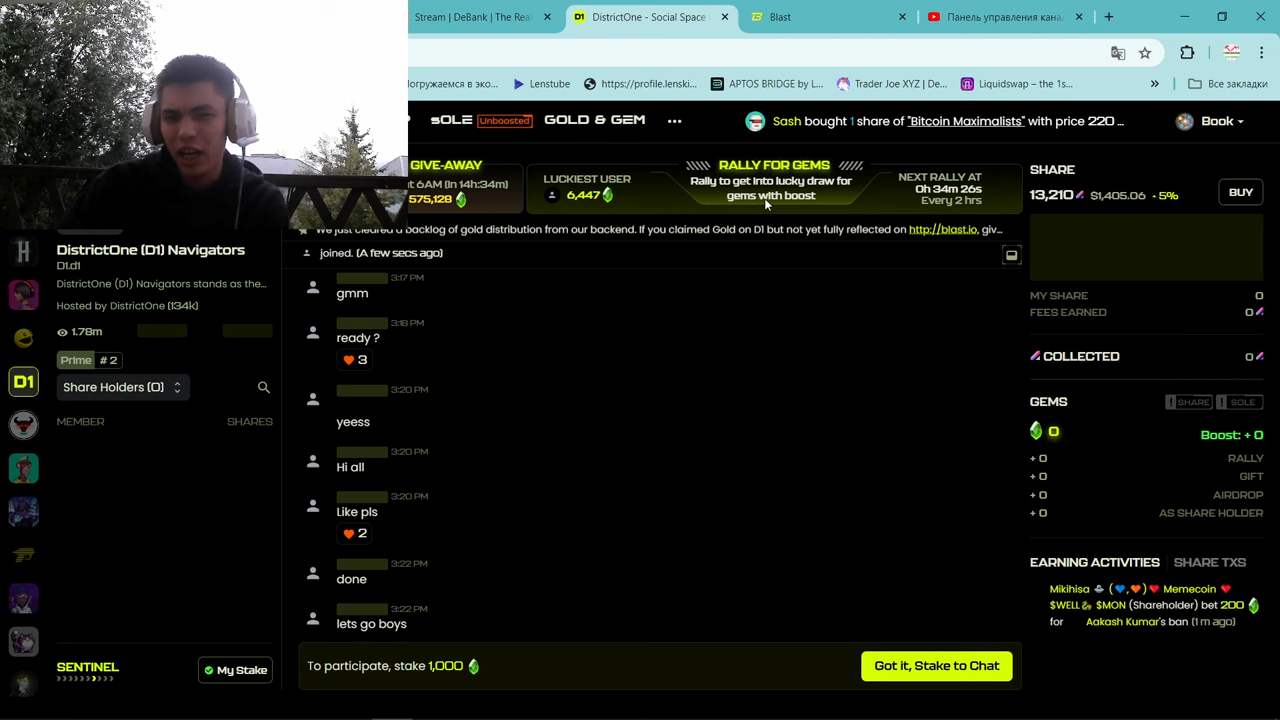 Stream | DeBank | The Rea
DistrictOne - Social Space
Blast
Панель управления кана
огружаемся в эко...
Lenstube
https://profile.lenski...
APTOS BRIDGE by L...
Trader Joe XYZ | De...
Liquidswap – the 1s...
Все закладки
SOLE
Unboosted
GOLD & GEM
Sash bought 1 share of "Bitcoin Maximalists" with price 220 ...
Baak
GIVE-AWAY
t 6AM (in 14h:34m)
575,128
LUCKIEST USER
6,447
RALLY FOR GEMS
Rally to get into lucky draw for
gems with boost
NEXT RALLY AT
0h 34m 26s
Every 2 hrs
SHARE
13,210 $1,405.06 5%
BUY
We just cleared a backlog of gold distribution from our backend. If you claimed Gold on D1 but not yet fully reflected on http://blast.io, giv...
DistrictOne (D1) Navigators
D1.d1
DistrictOne (D1) Navigators stands as the...
Hosted by DistrictOne (134k)
1.78m
Prime # 2
Share Holders (0)
MEMBER
SHARES
D1
SENTINEL
My Stake
joined. (A few secs ago)
3:17 PM
gmm
3:18 PM
ready ?
3
3:20 PM
yeess
3:20 PM
Hi all
3:20 PM
Like pls
2
3:22 PM
done
3:22 PM
lets go boys
To participate, stake 1,000
Got it, Stake to Chat
MY SHARE 0
FEES EARNED 0
COLLECTED 0
GEMS
SHARE
SOLE
0
Boost: + 0
+ 0 RALLY
+ 0 GIFT
+ 0 AIRDROP
+ 0 AS SHARE HOLDER
EARNING ACTIVITIES
SHARE TXS
Mikihisa Memecoin
$WELL $MON (Shareholder) bet 200
for Aakash Kumar's ban (1 m ago)